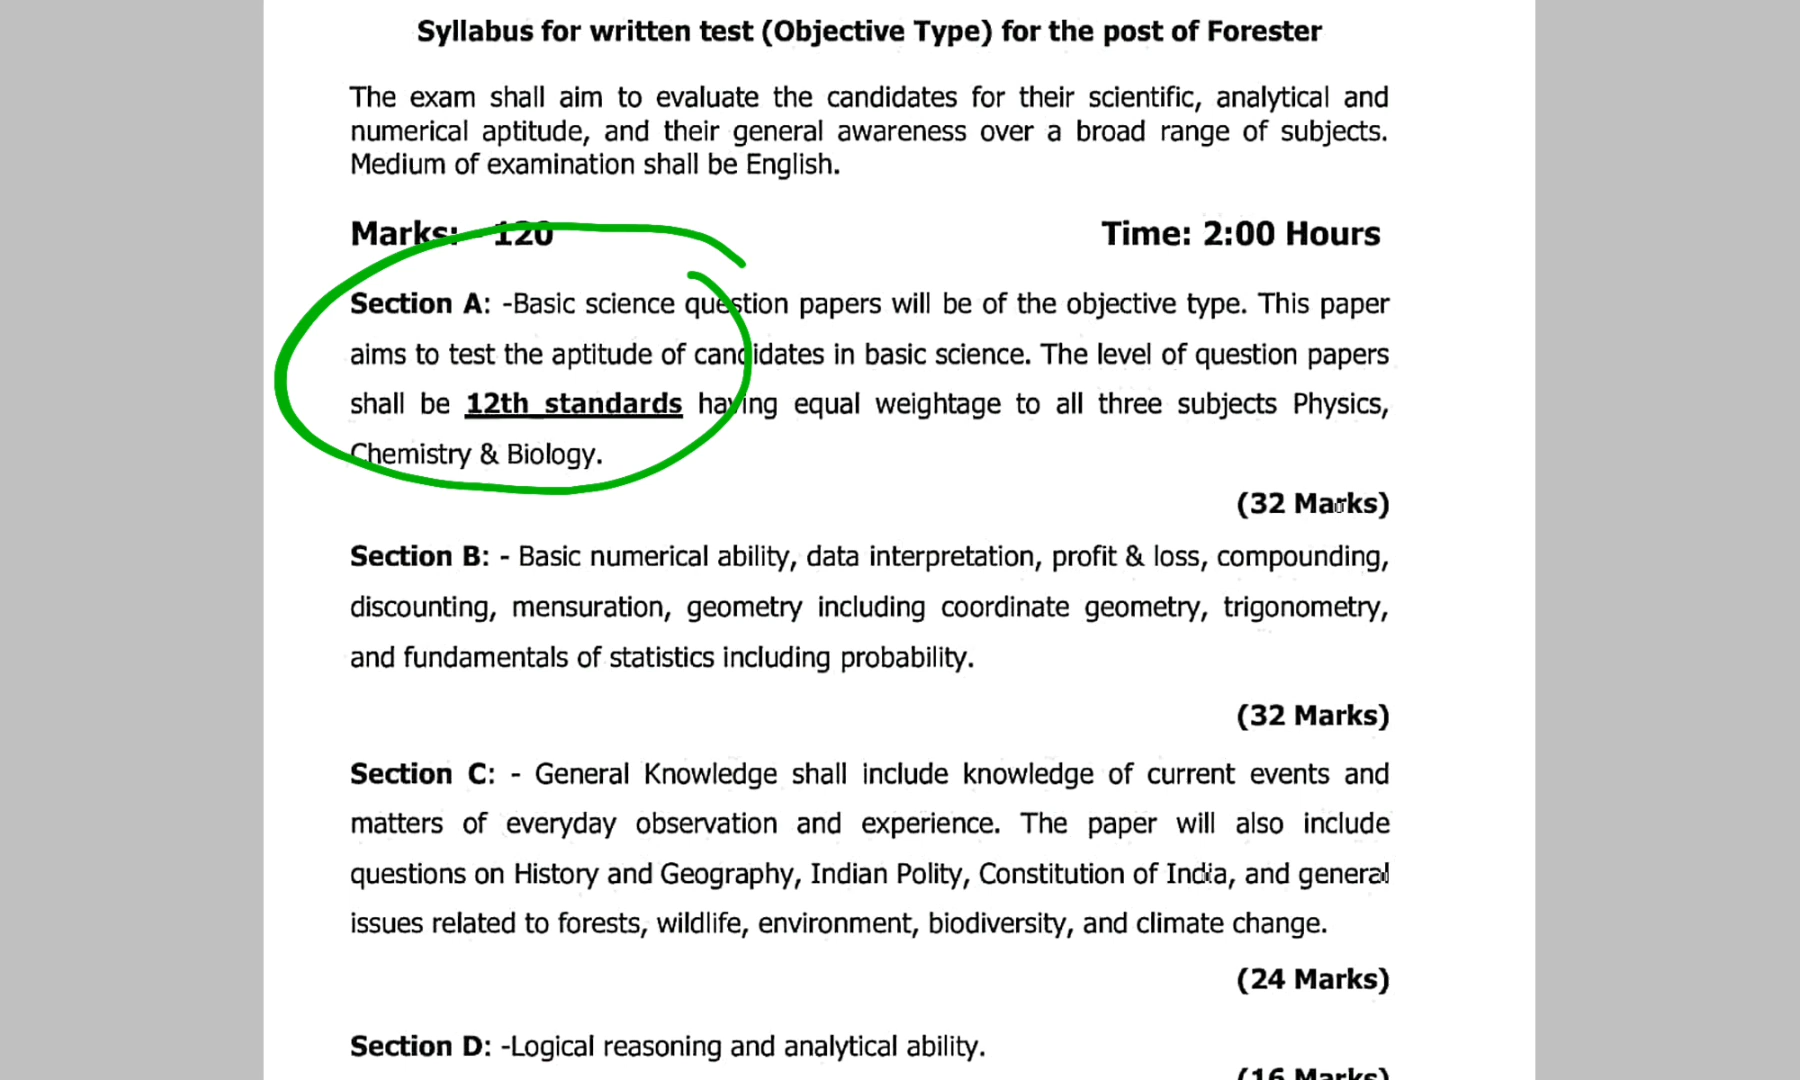 Syllabus for written test (Objective Type) for the post of Forester
The exam shall aim to evaluate the candidates for their scientific, analytical and
numerical aptitude, and their general awareness over a broad range of subjects.
Medium of examination shall be English.
Marks: - 120 Time: 2:00 Hours
Section A: -Basic science question papers will be of the objective type. This paper
aims to test the aptitude of candidates in basic science. The level of question papers
shall be 12th standards having equal weightage to all three subjects Physics,
Chemistry & Biology.
(32 Marks)
Section B: - Basic numerical ability, data interpretation, profit & loss, compounding,
discounting, mensuration, geometry including coordinate geometry, trigonometry,
and fundamentals of statistics including probability.
(32 Marks)
Section C: - General Knowledge shall include knowledge of current events and
matters of everyday observation and experience. The paper will also include
questions on History and Geography, Indian Polity, Constitution of India, and general
issues related to forests, wildlife, environment, biodiversity, and climate change.
(24 Marks)
Section D: -Logical reasoning and analytical ability.
(16 Marks)